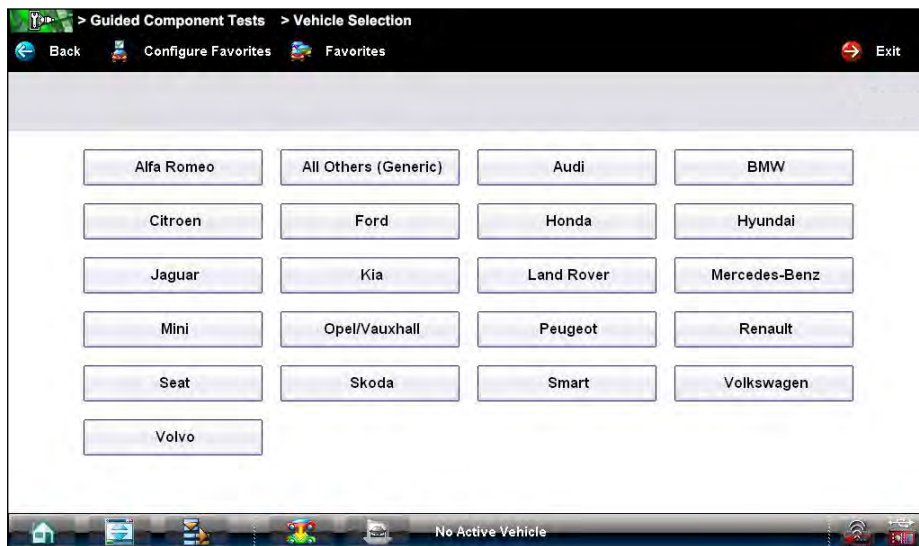 > Guided Component Tests > Vehicle Selection
Back Configure Favorites Favorites Exit
Alfa Romeo All Others (Generic) Audi BMW
Citroen Ford Honda Hyundai
Jaguar Kia Land Rover Mercedes-Benz
Mini Opel/Vauxhall Peugeot Renault
Seat Skoda Smart Volkswagen
Volvo
No Active Vehicle